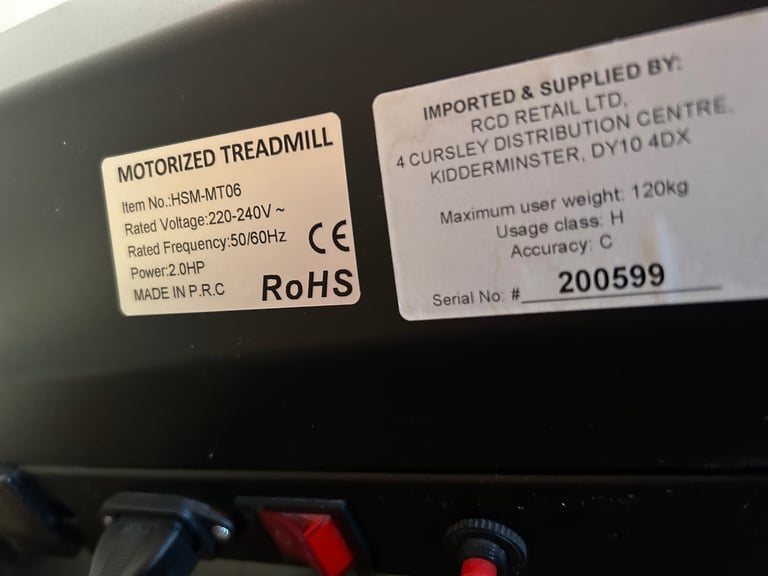 MOTORIZED TREADMILL
Item No.:HSM-MT06
Rated Voltage:220-240V ~
Rated Frequency:50/60Hz
Power:2.0HP
MADE IN P.R.C
CE
RoHS
IMPORTED & SUPPLIED BY:
RCD RETAIL LTD,
4 CURSLEY DISTRIBUTION CENTRE,
KIDDERMINSTER, DY10 4DX
Maximum user weight: 120kg
Usage class: H
Accuracy: C
Serial No: # 200599